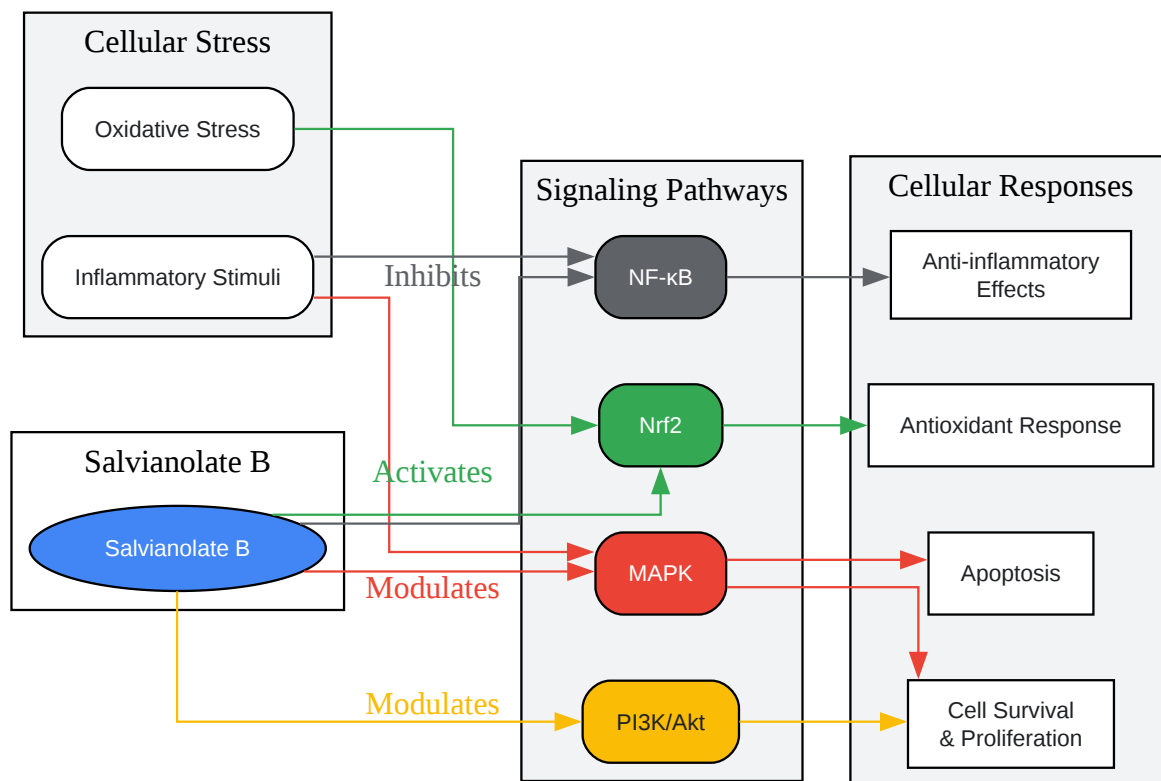 Cellular Stress
Oxidative Stress
Inflammatory Stimuli
Salvianolate B
Salvianolate B
Inhibits
Activates
Modulates
Modulates
Signaling Pathways
NF-κB
Nrf2
MAPK
PI3K/Akt
Cellular Responses
Anti-inflammatory
Effects
Antioxidant Response
Apoptosis
Cell Survival
& Proliferation